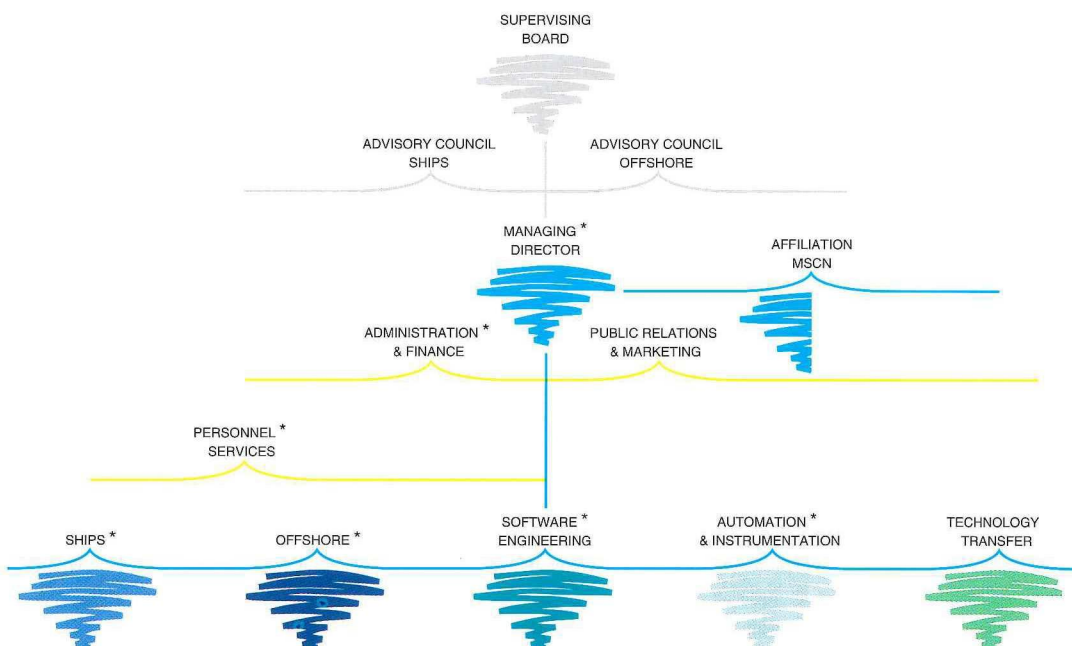 SUPERVISING
BOARD
ADVISORY COUNCIL
SHIPS
ADVISORY COUNCIL
OFFSHORE
MANAGING *
DIRECTOR
AFFILIATION
MSCN
ADMINISTRATION *
& FINANCE
PUBLIC RELATIONS
& MARKETING
PERSONNEL *
SERVICES
SHIPS *
OFFSHORE *
SOFTWARE *
ENGINEERING
AUTOMATION *
& INSTRUMENTATION
TECHNOLOGY
TRANSFER